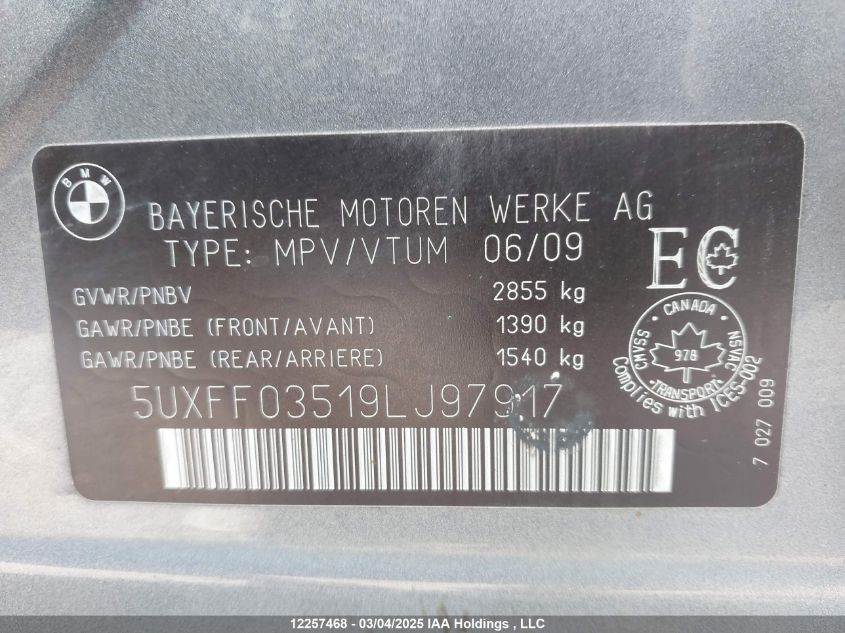 BMW
BAYERISCHE MOTOREN WERKE AG
TYPE: MPV/VTUM 06/09
EC
GVWR/PNBV 2855 kg
GAWR/PNBE (FRONT/AVANT) 1390 kg
GAWR/PNBE (REAR/ARRIERE) 1540 kg
CANADA
CMVSS NSVAC
978
TRANSPORT
Complies with ICES-002
7 027 009
5UXFF03519LJ97917
12257468 - 03/04/2025 IAA Holdings , LLC